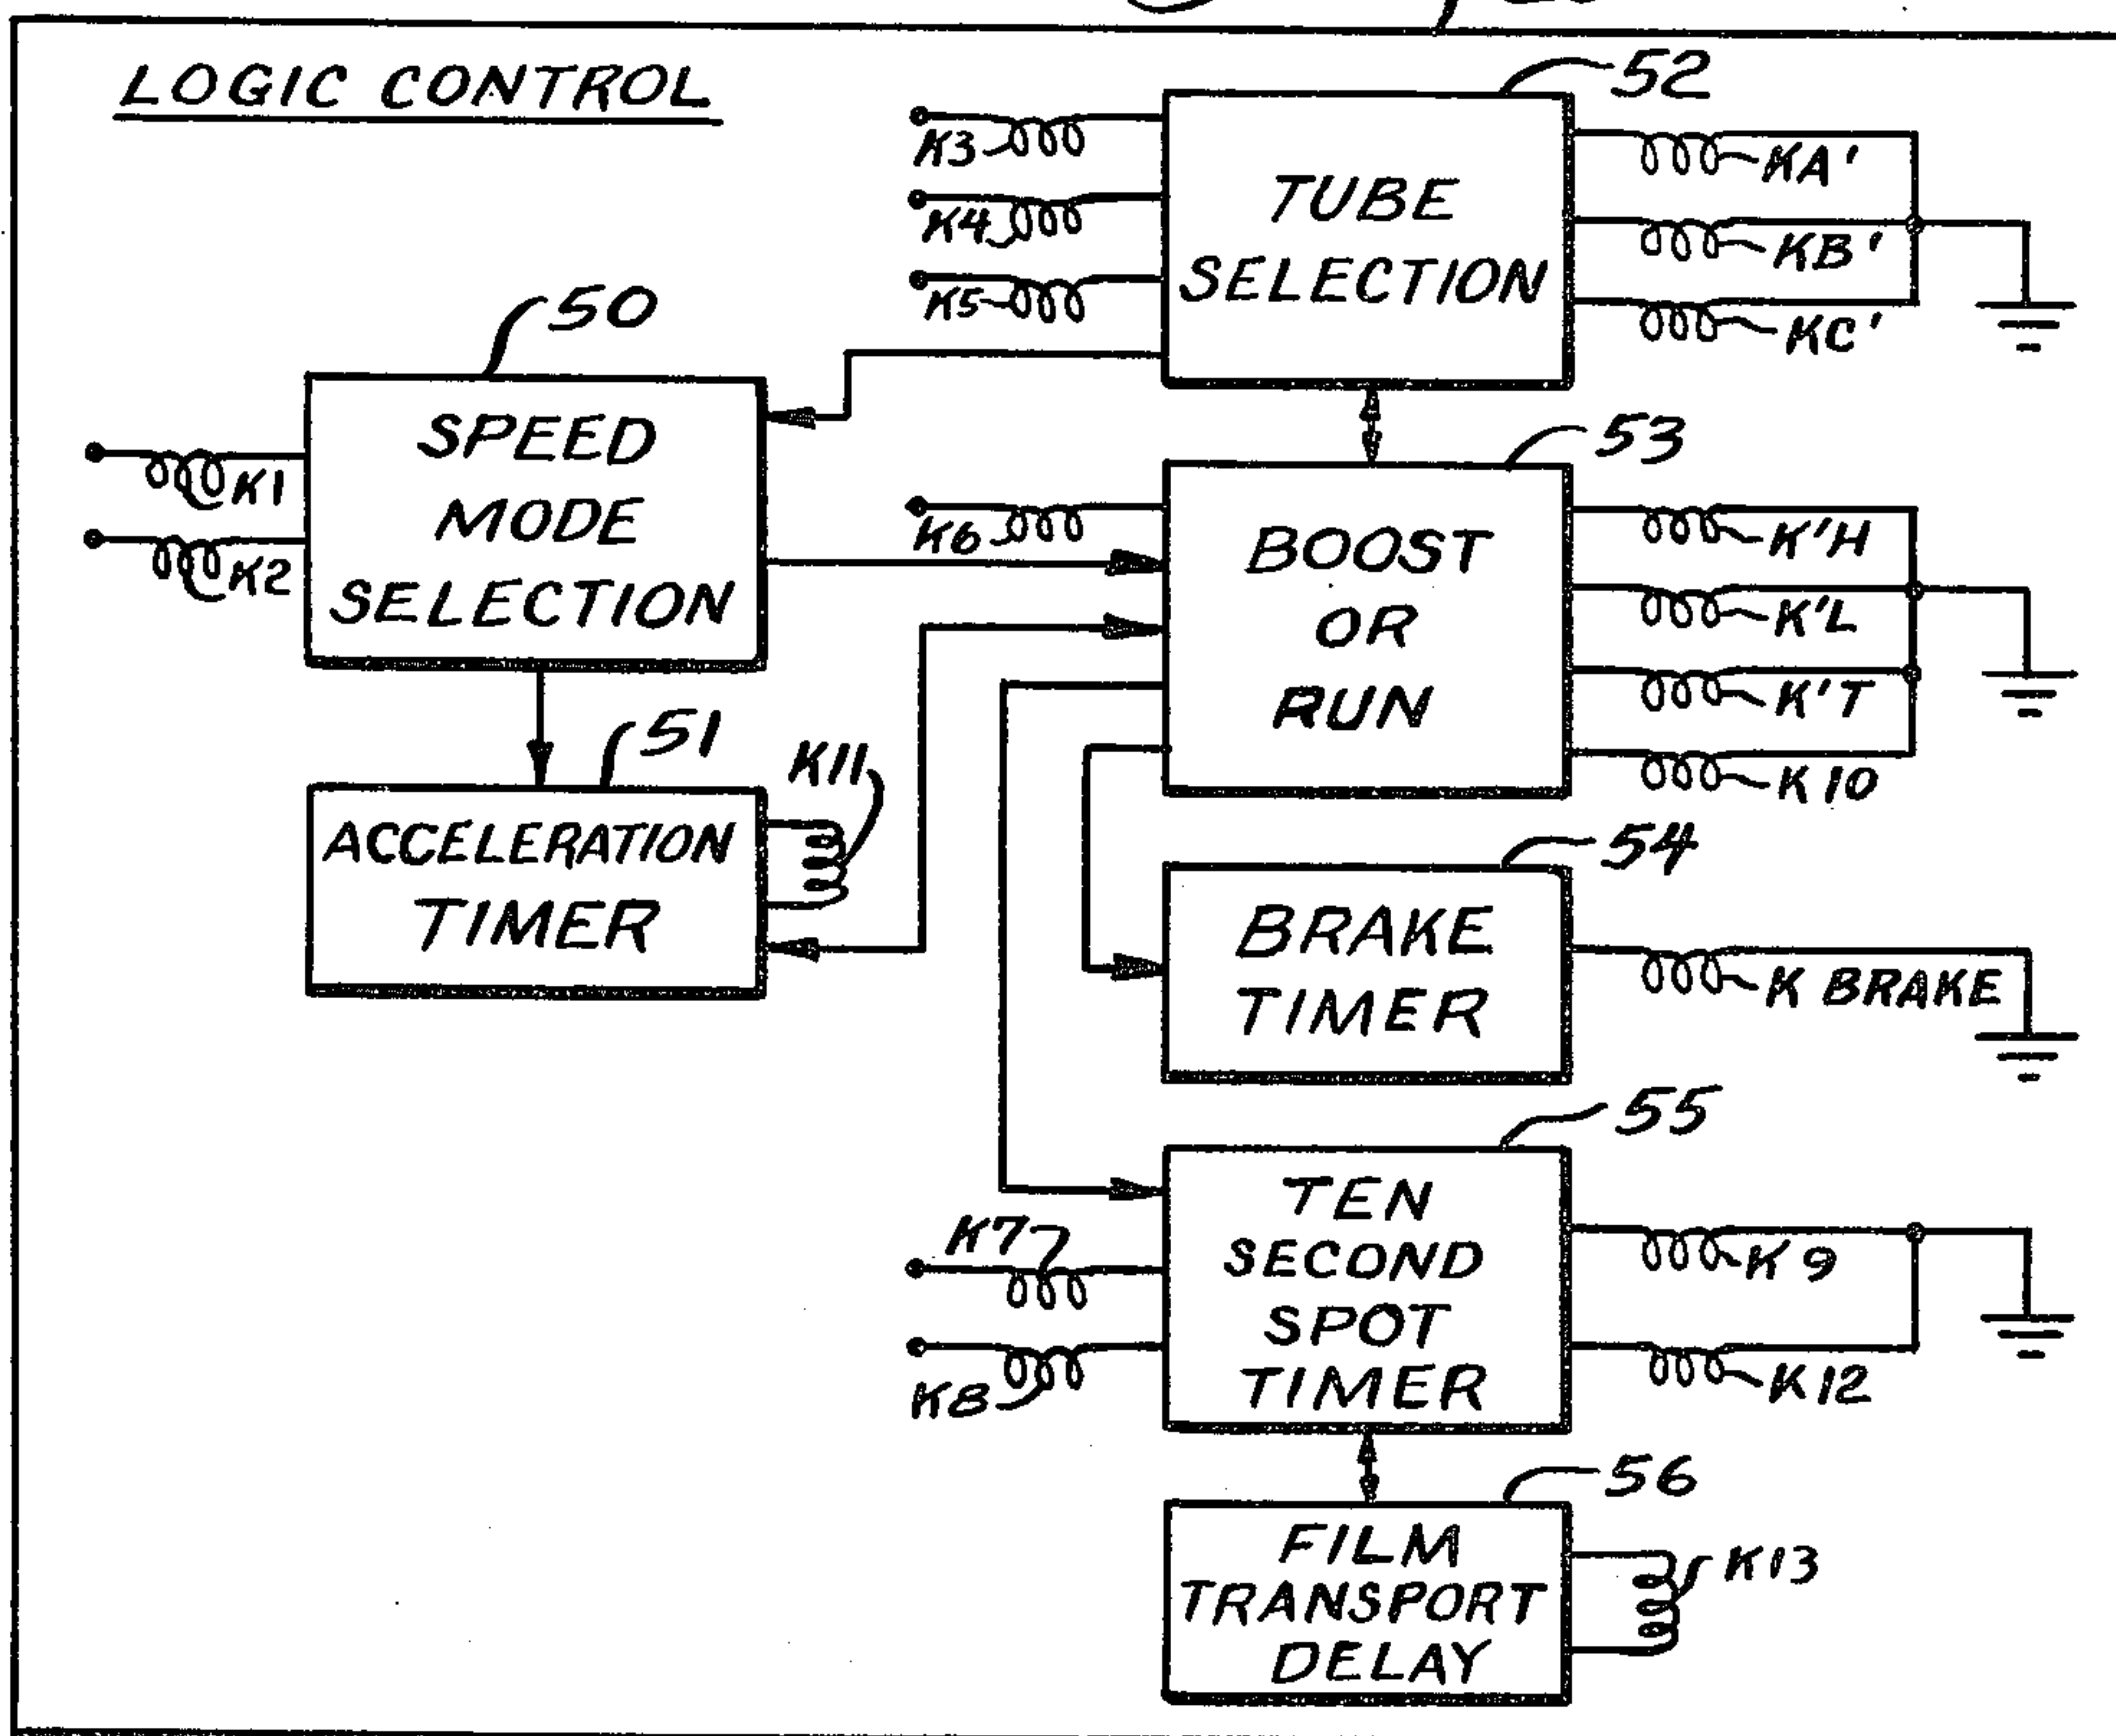 LOGIC CONTROL
52
K3
K4
K5
TUBE
SELECTION
KA'
KB'
KC'
50
SPEED
MODE
SELECTION
K1
K2
53
K6
BOOST
OR
RUN
K'H
K'L
K'T
K10
51
K11
ACCELERATION
TIMER
54
BRAKE
TIMER
K BRAKE
55
K7
K8
TEN
SECOND
SPOT
TIMER
K9
K12
56
FILM
TRANSPORT
DELAY
K13